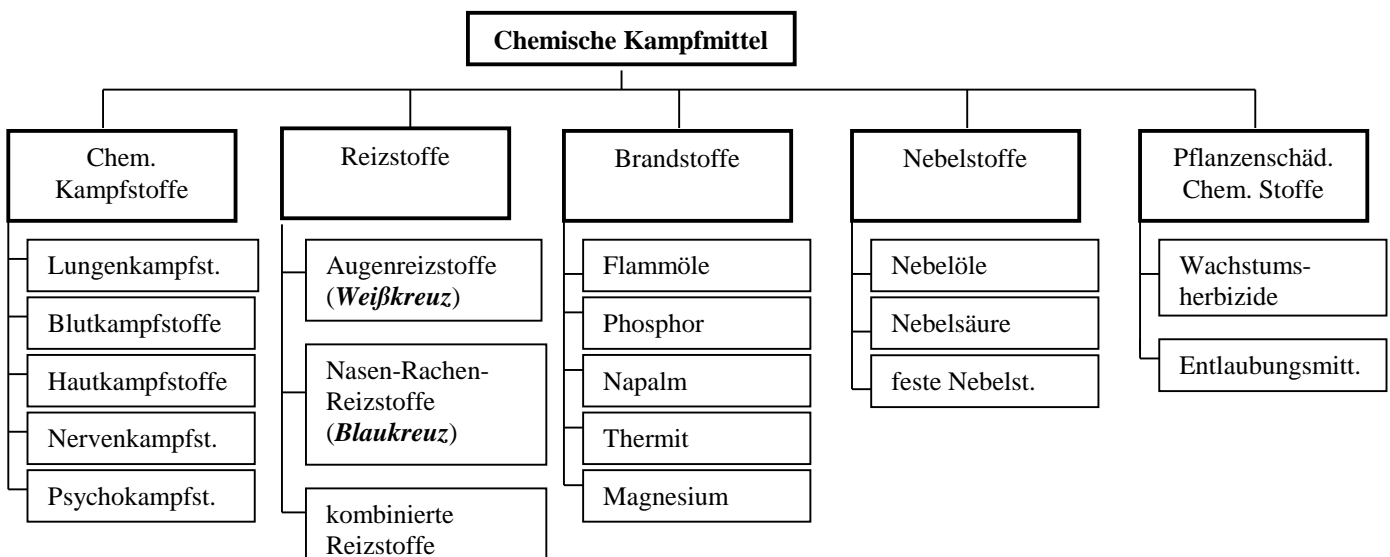 Chemische Kampfmittel
Chem.
Kampfstoffe
Lungenkampfst.
Blutkampfstoffe
Hautkampfstoffe
Nervenkampfst.
Psychokampfst.
Reizstoffe
Augenreizstoffe
(Weißkreuz)
Nasen-Rachen-
Reizstoffe
(Blaukreuz)
kombinierte
Reizstoffe
Brandstoffe
Flammöle
Phosphor
Napalm
Thermit
Magnesium
Nebelstoffe
Nebelöle
Nebelsäure
feste Nebelst.
Pflanzenschäd.
Chem. Stoffe
Wachstums-
herbizide
Entlaubungsmitt.